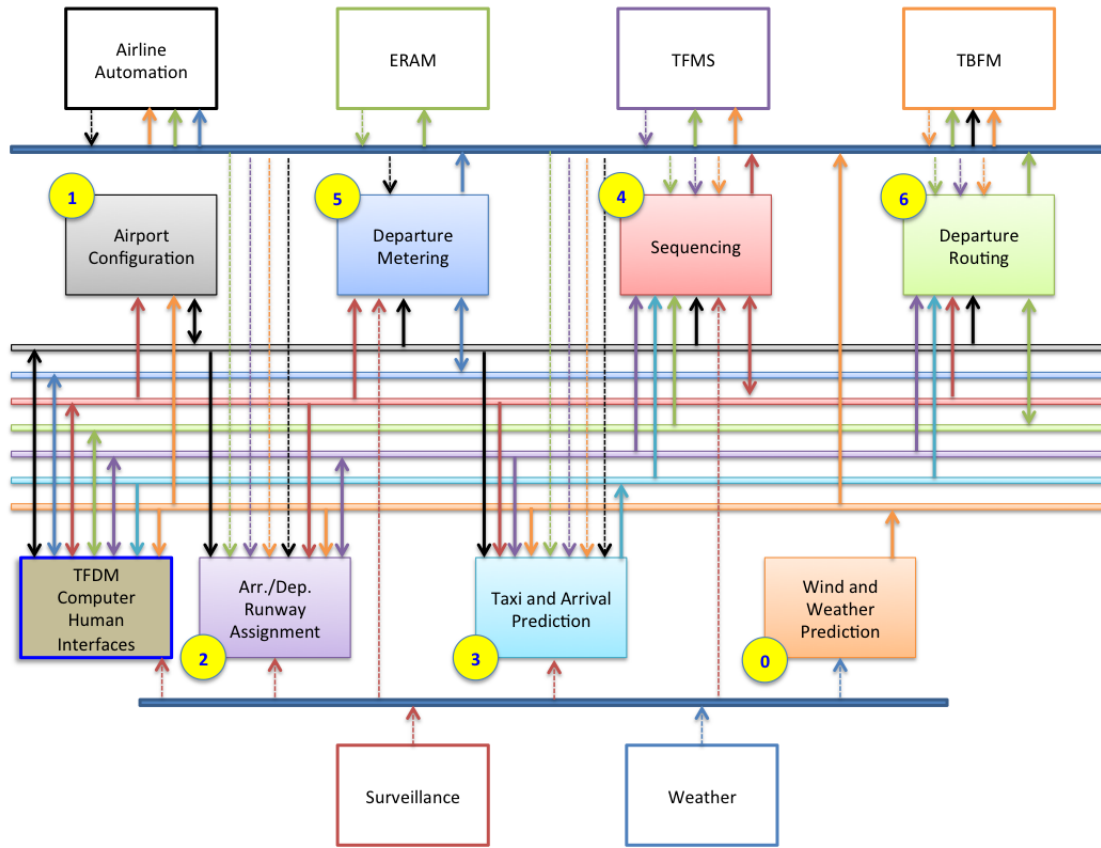 Airline
Automation
ERAM
TFMS
TBFM
1
Airport
Configuration
5
Departure
Metering
4
Sequencing
6
Departure
Routing
TFDM
Computer
Human
Interfaces
Arr./Dep.
Runway
Assignment
2
Taxi and Arrival
Prediction
3
Wind and
Weather
Prediction
0
Surveillance
Weather